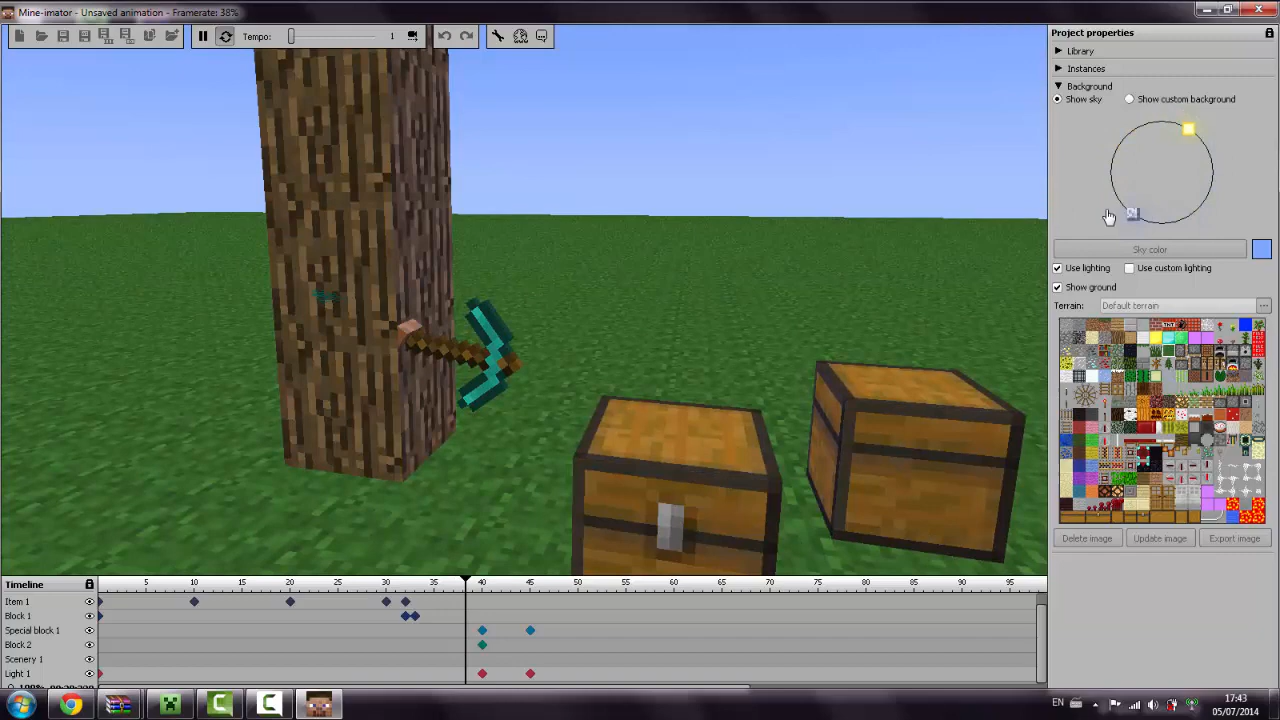 Mine-imator - Unsaved animation - Framerate: 38%
Tempo: 1
Project properties
Library
Instances
Background
Show sky Show custom background
Sky color
Use lighting Use custom lighting
Show ground
Terrain: Default terrain ...
TNT
Delete image Update image Export image
Timeline 5 10 15 20 25 30 35 40 45 50 55 60 65 70 75 80 85 90 95
Item 1
Block 1
Special block 1
Block 2
Scenery 1
Light 1
EN 17:43
05/07/2014